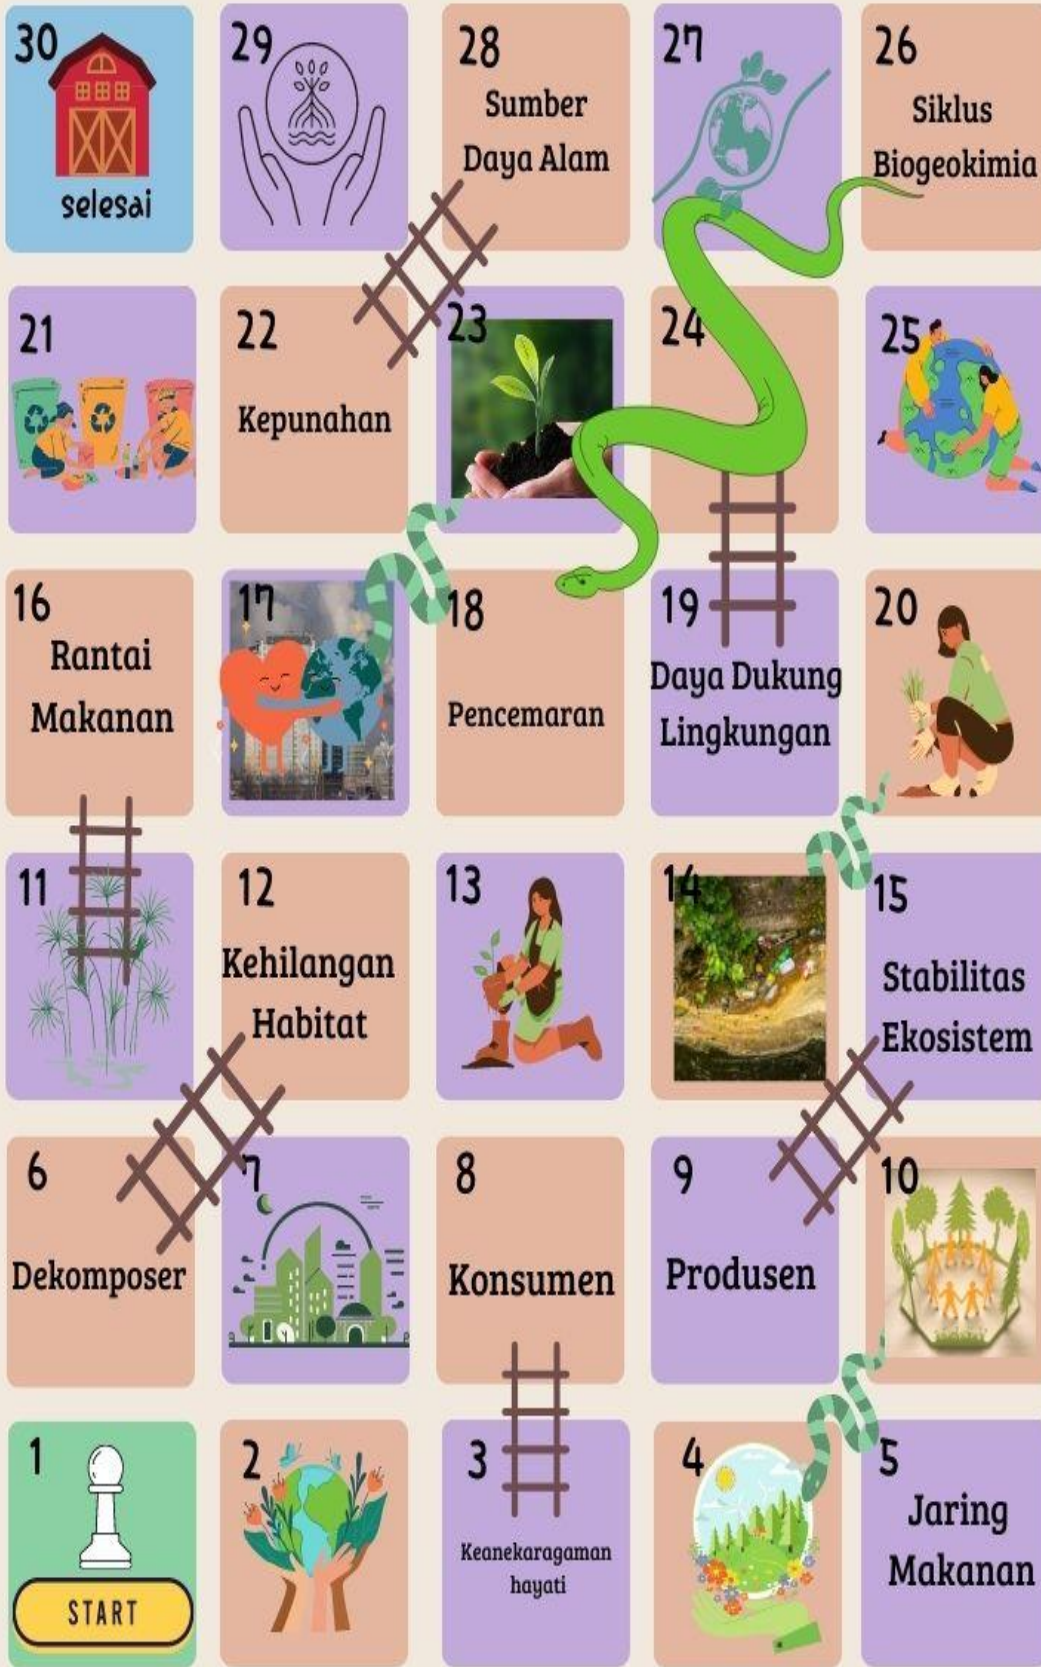 30
selesai
29
28
Sumber
Daya Alam
27
26
Siklus
Biogeokimia
21
22
Kepunahan
23
24
25
16
Rantai
Makanan
17
18
Pencemaran
19
Daya Dukung
Lingkungan
20
11
12
Kehilangan
Habitat
13
14
15
Stabilitas
Ekosistem
6
Dekomposer
7
8
Konsumen
9
Produsen
10
1
START
2
3
Keanekaragaman
hayati
4
5
Jaring
Makanan